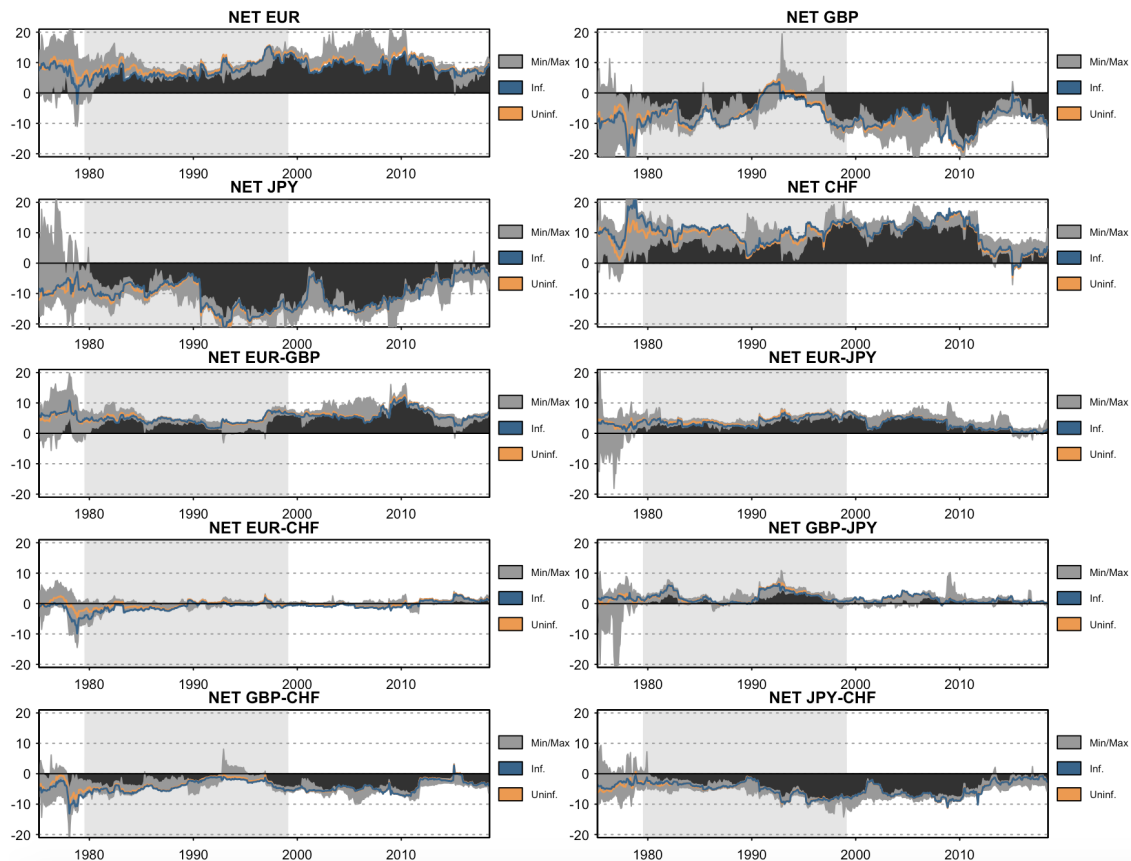 NET EUR
20
10
0
-10
-20
1980 1990 2000 2010
Min/Max
Inf.
Uninf.
NET GBP
20
10
0
-10
-20
1980 1990 2000 2010
Min/Max
Inf.
Uninf.
NET JPY
20
10
0
-10
-20
1980 1990 2000 2010
Min/Max
Inf.
Uninf.
NET CHF
20
10
0
-10
-20
1980 1990 2000 2010
Min/Max
Inf.
Uninf.
NET EUR-GBP
20
10
0
-10
-20
1980 1990 2000 2010
Min/Max
Inf.
Uninf.
NET EUR-JPY
20
10
0
-10
-20
1980 1990 2000 2010
Min/Max
Inf.
Uninf.
NET EUR-CHF
20
10
0
-10
-20
1980 1990 2000 2010
Min/Max
Inf.
Uninf.
NET GBP-JPY
20
10
0
-10
-20
1980 1990 2000 2010
Min/Max
Inf.
Uninf.
NET GBP-CHF
20
10
0
-10
-20
1980 1990 2000 2010
Min/Max
Inf.
Uninf.
NET JPY-CHF
20
10
0
-10
-20
1980 1990 2000 2010
Min/Max
Inf.
Uninf.